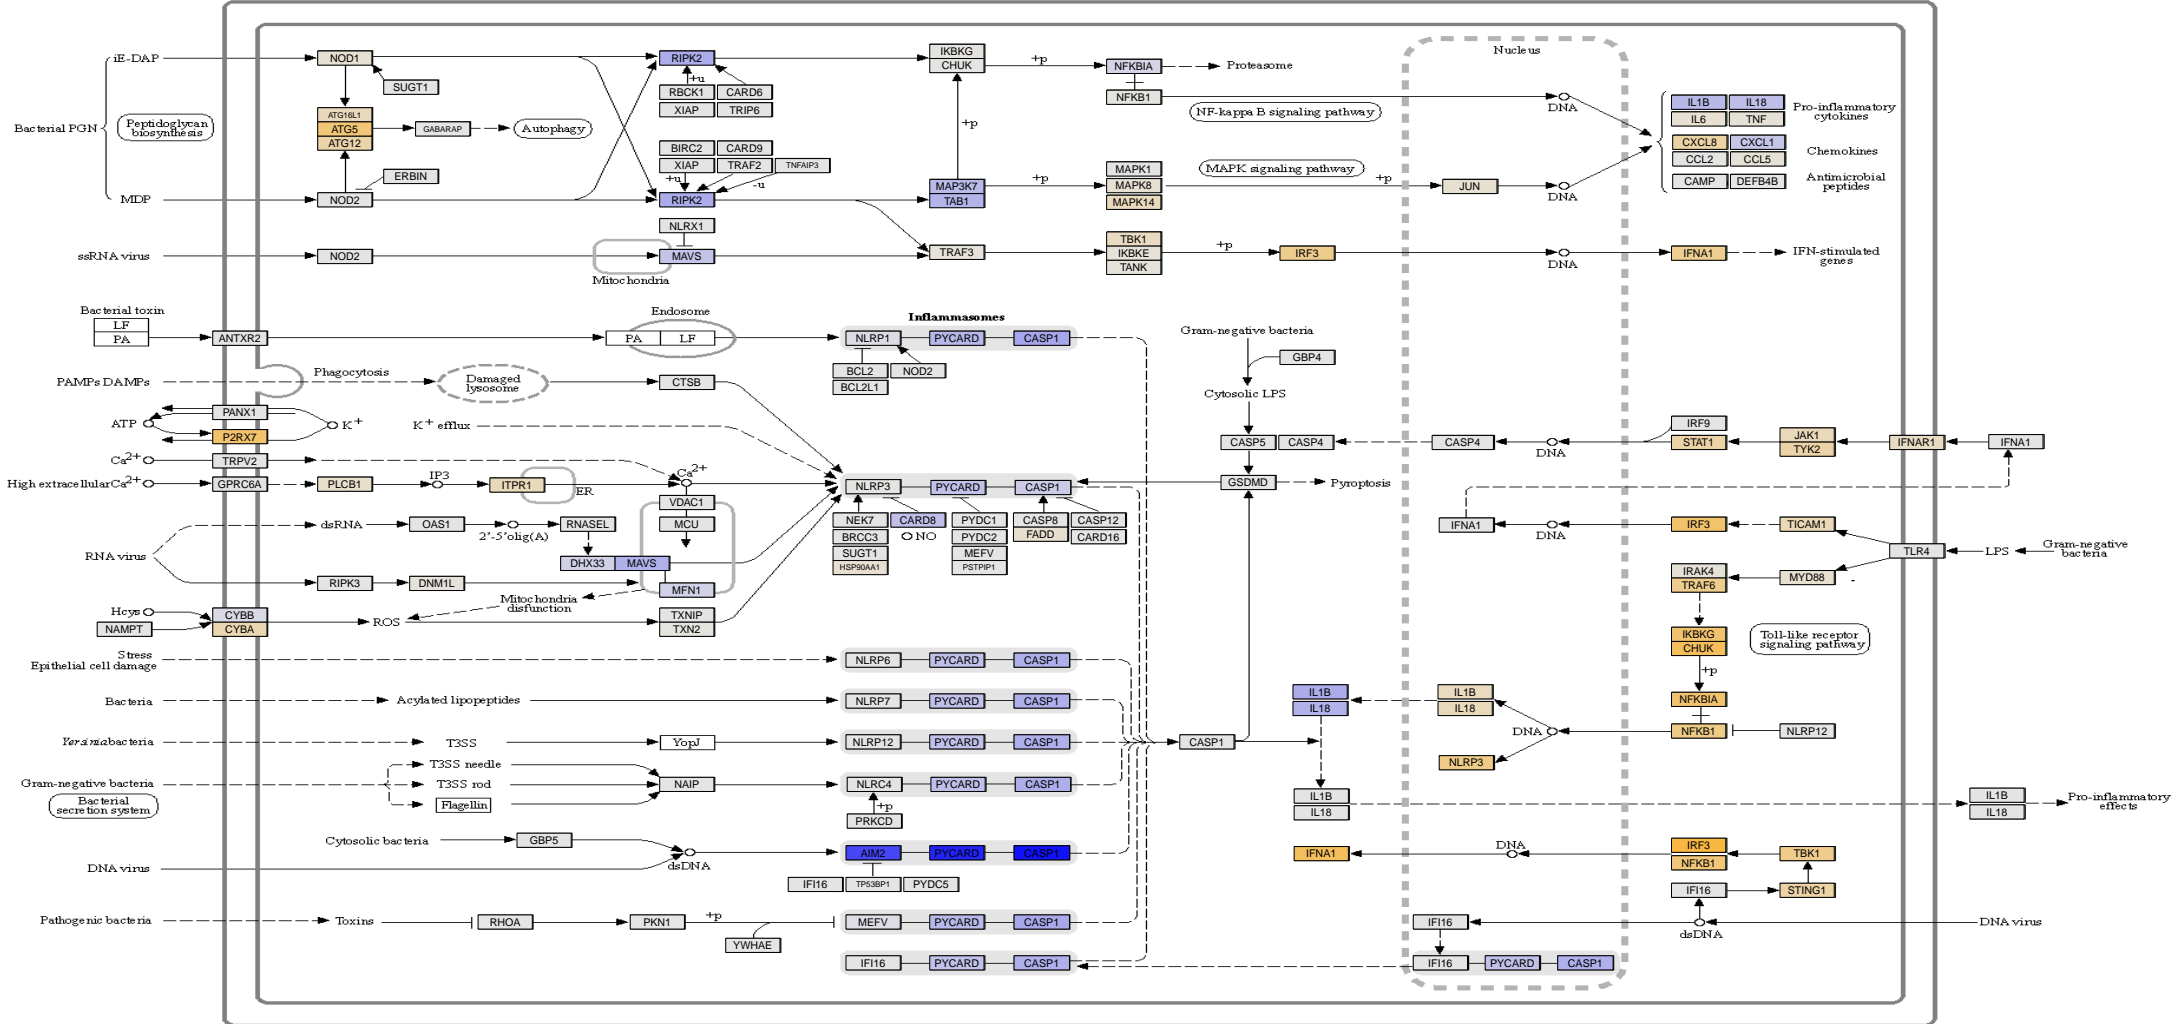 Nucleus
iE-DAP
NOD1
SUGT1
RIPK2
+u
RBCK1 CARD6
XIAP TRIP6
IKBKG
CHUK
+p
NFKBIA
Proteasome
NFKB1
NF-kappa B signaling pathway
DNA
IL1B IL18
IL6 TNF
Pro-inflammatory
cytokines
CXCL8 CXCL1
CCL2 CCL5
Chemokines
CAMP DEFB4B
Antimicrobial
peptides
Bacterial PGN
Peptidoglycan
biosynthesis
ATG16L1
ATG5
ATG12
GABARAP
Autophagy
ERBIN
BIRC2 CARD9
XIAP TRAF2 TNFAIP3
+u
-u
+p
MDP
NOD2
RIPK2
MAP3K7
TAB1
+p
MAPK1
MAPK8
MAPK14
MAPK signaling pathway
+p
JUN
DNA
NLRX1
ssRNA virus
NOD2
MAVS
Mitochondria
TRAF3
TBK1
IKBKE
TANK
+p
IRF3
DNA
IFNA1
IFN-stimulated
genes
Bacterial toxin
LF
PA
ANTXR2
Endosome
PA LF
Inflammasomes
NLRP1 PYCARD CASP1
BCL2 NOD2
BCL2L1
Gram-negative bacteria
GBP4
Cytosolic LPS
PAMPs DAMPs
Phagocytosis
Damaged
lysosome
CTSB
PANX1
ATP
K+
P2RX7
K+ efflux
CASP5 CASP4
CASP4
DNA
IRF9
STAT1
JAK1
TYK2
IFNAR1
IFNA1
Ca2+
TRPV2
Ca2+
High extracellularCa2+
GPRC6A
PLCB1
IP3
ITPR1
ER
NLRP3 PYCARD CASP1
GSDMD
Pyroptosis
VDAC1
MCU
NEK7 CARD8 PYDC1 CASP8 CASP12
BRCC3 NO PYDC2 FADD CARD16
SUGT1 MEFV
HSP90AA1 PSTPIP1
dsRNA
OAS1
2'-5'olig(A)
RNASEL
RNA virus
DHX33 MAVS
RIPK3
DNM1L
MFN1
Mitochondria
disfunction
IFNA1
DNA
IRF3
TICAM1
TLR4
LPS
Gram-negative
bacteria
IRAK4
TRAF6
MYD88
-
Hcys
NAMPT
CYBB
CYBA
ROS
TXNIP
TXN2
IKBKG
CHUK
Toll-like receptor
signaling pathway
+p
Stress
Epithelial cell damage
NLRP6 PYCARD CASP1
Bacteria
Acylated lipopeptides
NLRP7 PYCARD CASP1
IL1B
IL18
IL1B
IL18
NFKBIA
NFKB1
NLRP12
DNA
NLRP3
Yersinia bacteria
T3SS
YopJ
NLRP12 PYCARD CASP1
CASP1
Gram-negative bacteria
Bacterial
secretion system
T3SS needle
T3SS rod
Flagellin
NAIP
NLRC4 PYCARD CASP1
+p
PRKCD
IL1B
IL18
IL1B
IL18
Pro-inflammatory
effects
Cytosolic bacteria
GBP5
DNA virus
dsDNA
AIM2 PYCARD CASP1
IFI16 TP53BP1 PYDC5
IFNA1
DNA
IRF3
NFKB1
TBK1
IFI16
STING1
Pathogenic bacteria
Toxins
RHOA
PKN1
+p
YWHAE
MEFV PYCARD CASP1
IFI16
dsDNA
DNA virus
IFI16 PYCARD CASP1
IFI16 PYCARD CASP1